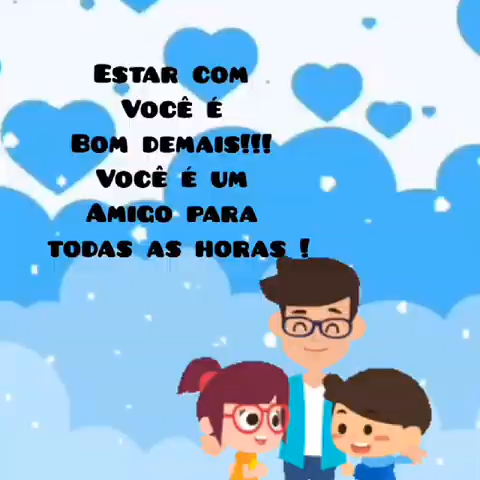 Estar com
Você é
Bom demais!!!
Você é um
Amigo para
todas as horas !